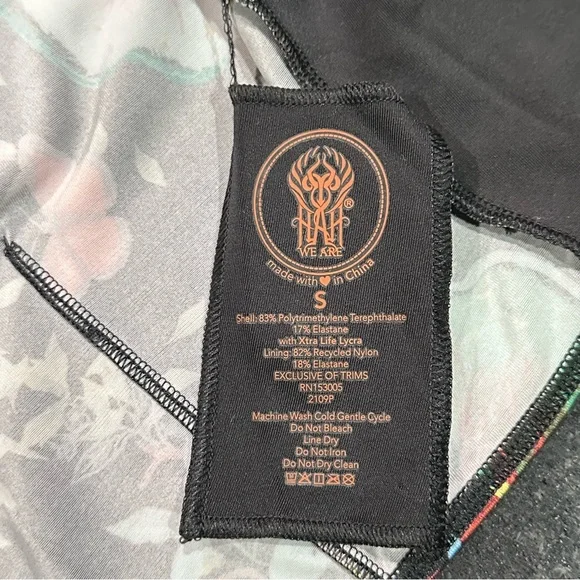 HAH®
WE ARE
made with ❤ in China
S
Shell: 83% Polytrimethylene Terephthalate
17% Elastane
with Xtra Life Lycra
Lining: 82% Recycled Nylon
18% Elastane
EXCLUSIVE OF TRIMS
RN153005
2109P
Machine Wash Cold Gentle Cycle
Do Not Bleach
Line Dry
Do Not Iron
Do Not Dry Clean